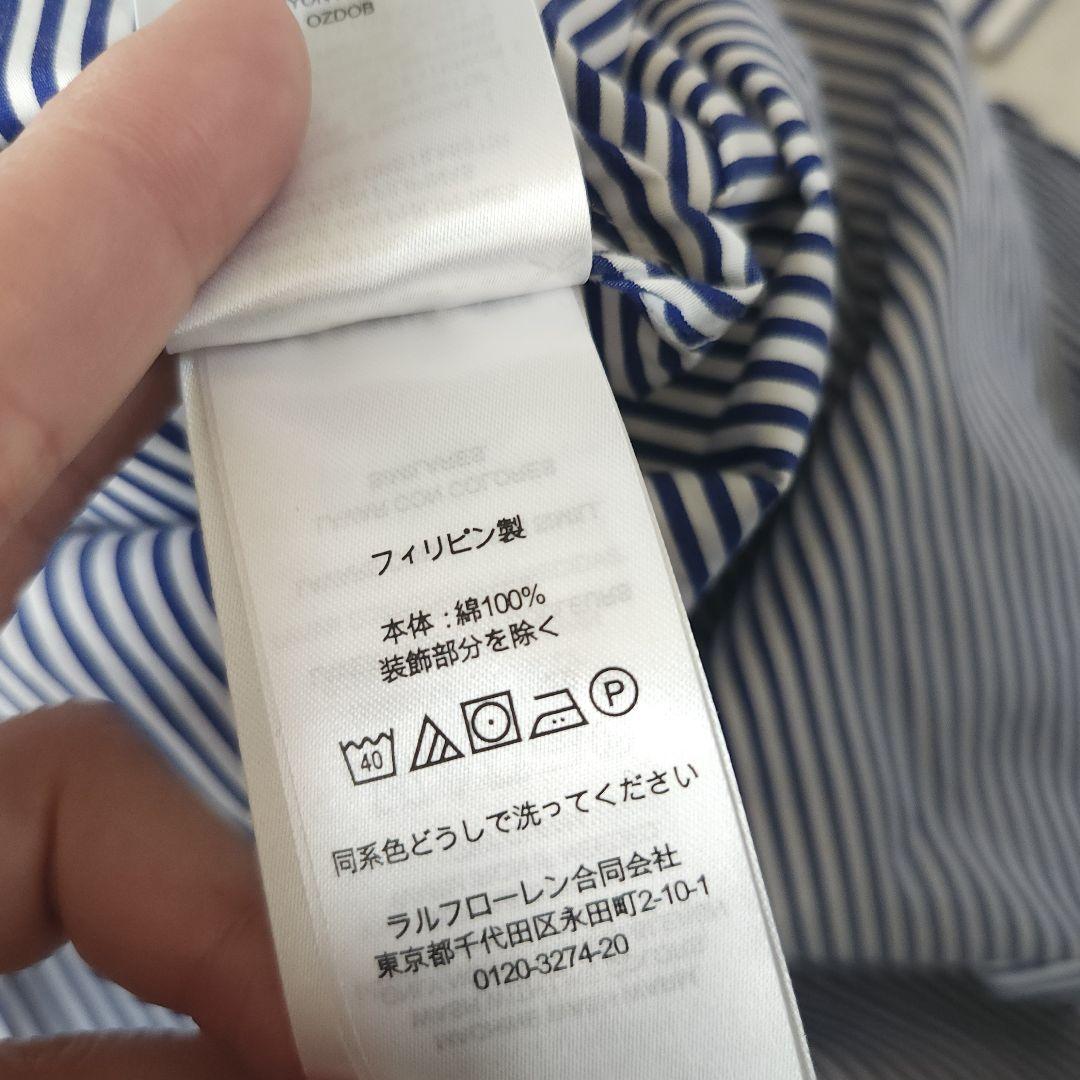 OZDOB
フィリピン製
本体：綿100%
装飾部分を除く
40
P
同系色どうしで洗ってください
ラルフローレン合同会社
東京都千代田区永田町2-10-1
0120-3274-20